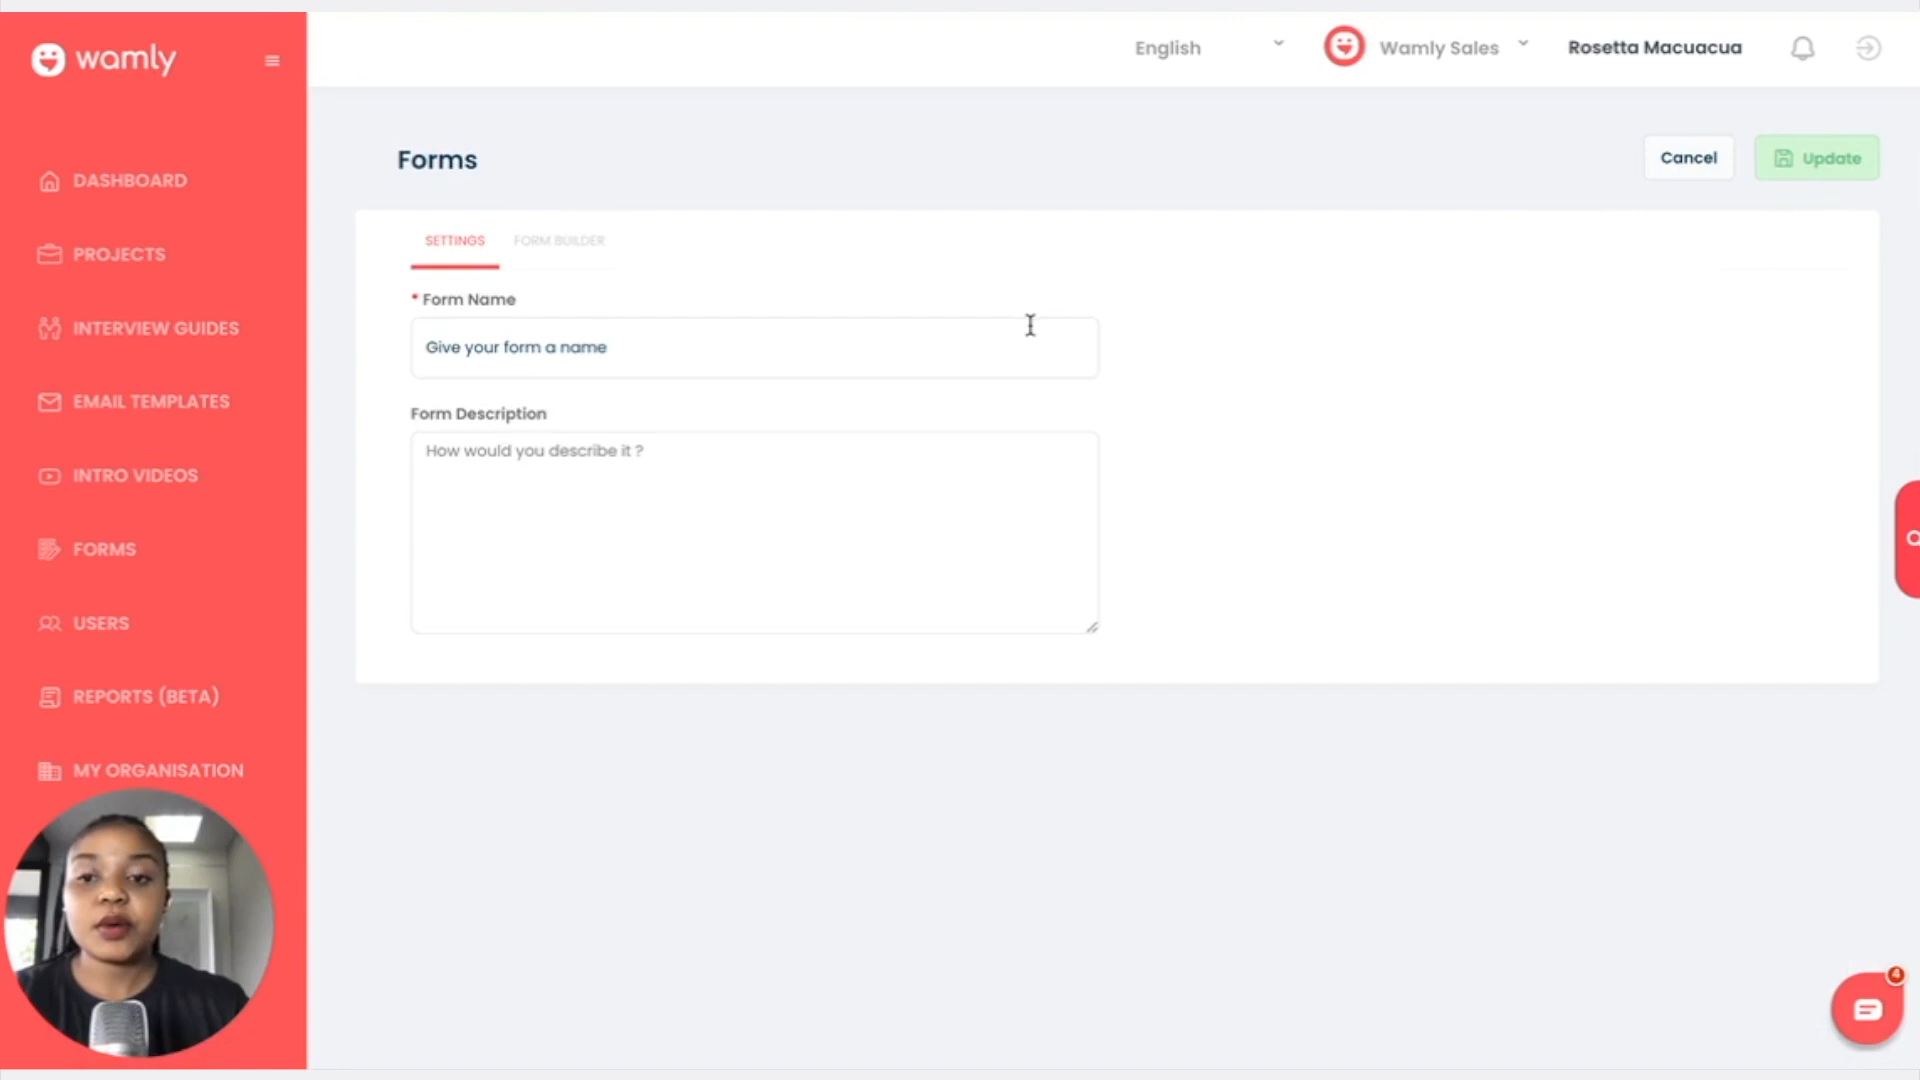 wamly
English
Wamly Sales
Rosetta Macuacua
DASHBOARD
PROJECTS
INTERVIEW GUIDES
EMAIL TEMPLATES
INTRO VIDEOS
FORMS
USERS
REPORTS (BETA)
MY ORGANISATION
Forms
Cancel
Update
SETTINGS
FORM BUILDER
* Form Name
Give your form a name
Form Description
How would you describe it ?
4